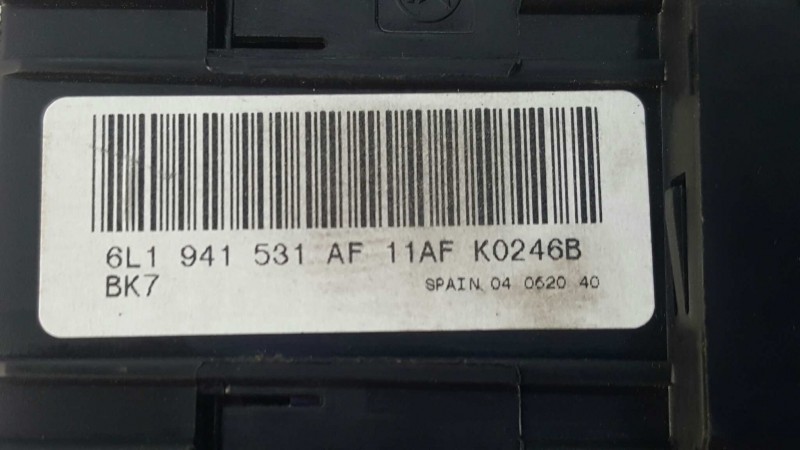 6L1 941 531 AF 11AF K0246B
BK7 SPAIN 04 0620 40